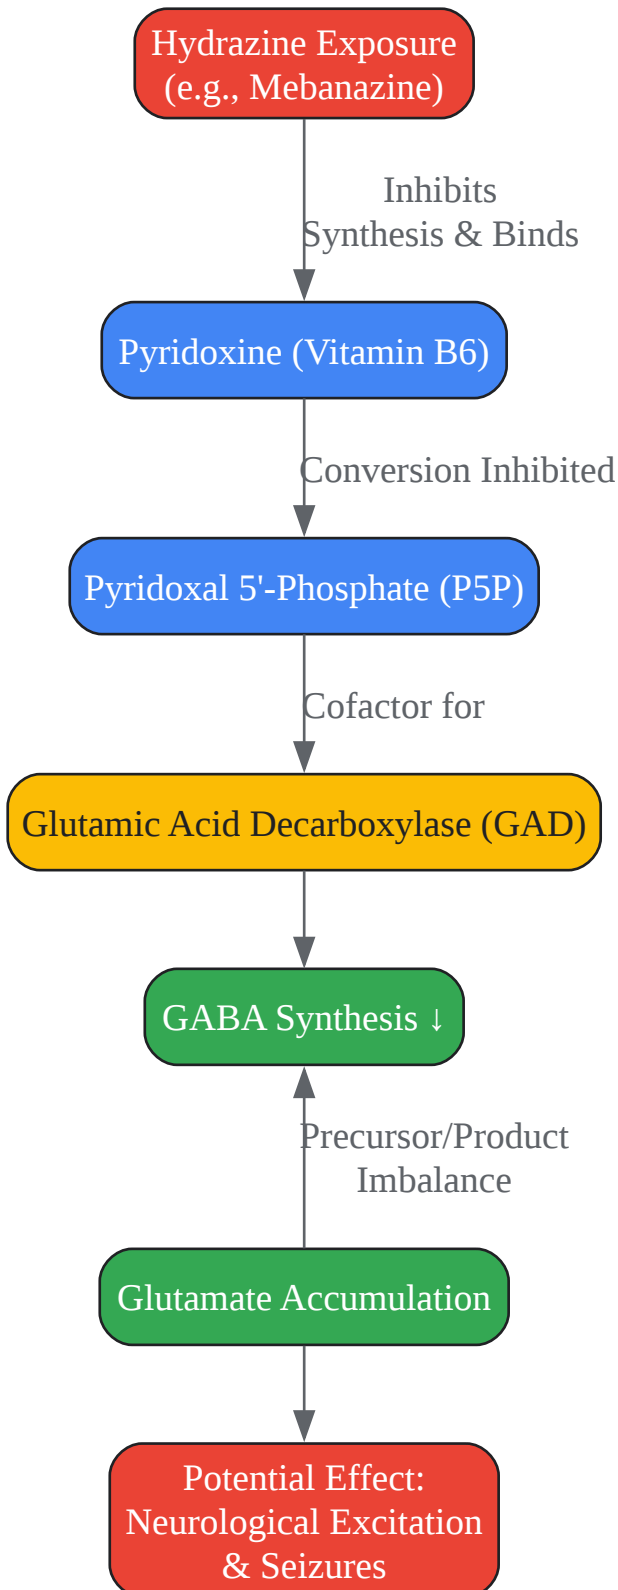 Hydrazine Exposure
(e.g., Mebanazine)
Inhibits
Synthesis & Binds
Pyridoxine (Vitamin B6)
Conversion Inhibited
Pyridoxal 5'-Phosphate (P5P)
Cofactor for
Glutamic Acid Decarboxylase (GAD)
GABA Synthesis ↓
Precursor/Product
Imbalance
Glutamate Accumulation
Potential Effect:
Neurological Excitation
& Seizures